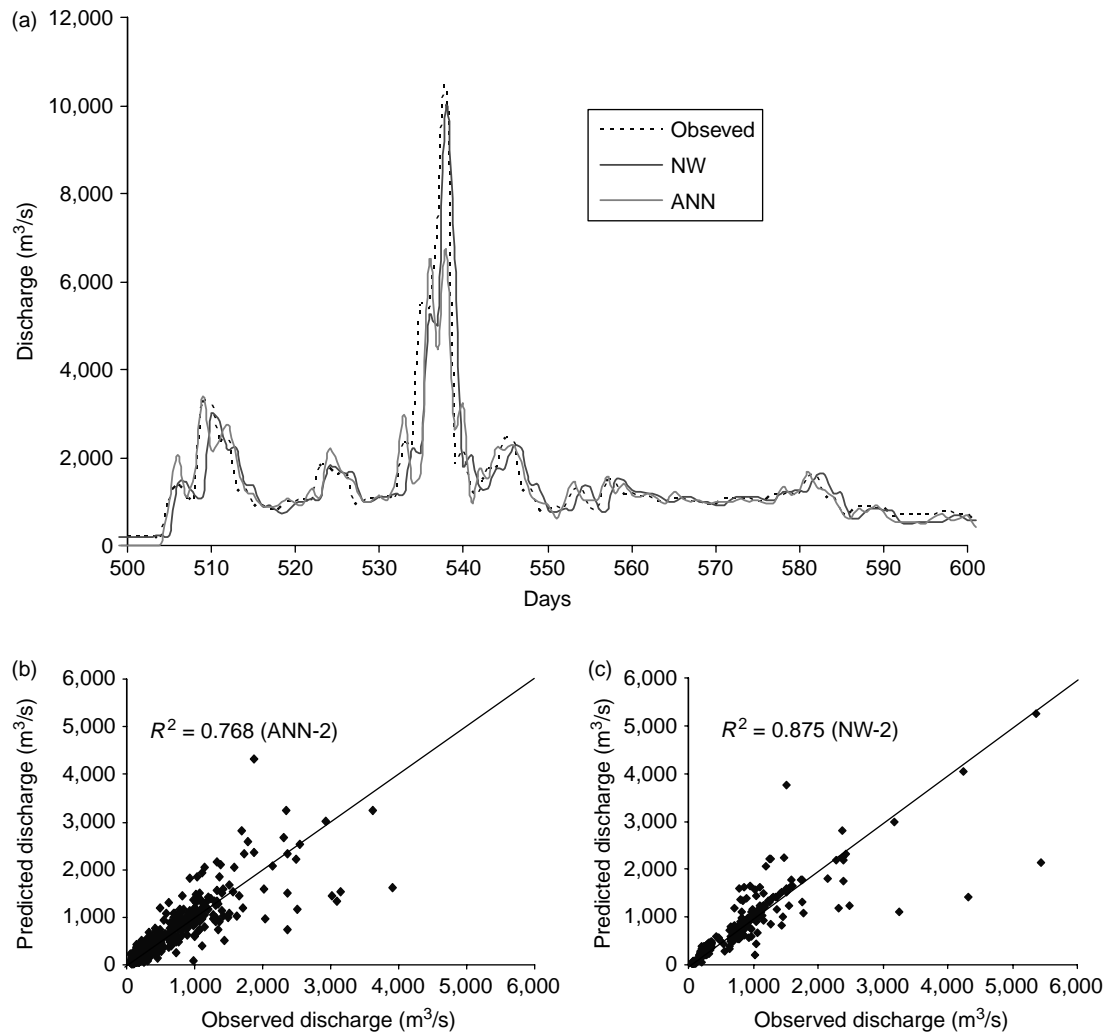 (a)
12,000
10,000
8,000
6,000
4,000
2,000
0
Discharge (m³/s)
500 510 520 530 540 550 560 570 580 590 600
Days
Obseved
NW
ANN
(b)
6,000
5,000
4,000
3,000
2,000
1,000
0
Predicted discharge (m³/s)
R² = 0.768 (ANN-2)
0 1,000 2,000 3,000 4,000 5,000 6,000
Observed discharge (m³/s)
(c)
6,000
5,000
4,000
3,000
2,000
1,000
0
Predicted discharge (m³/s)
R² = 0.875 (NW-2)
0 1,000 2,000 3,000 4,000 5,000 6,000
Observed discharge (m³/s)